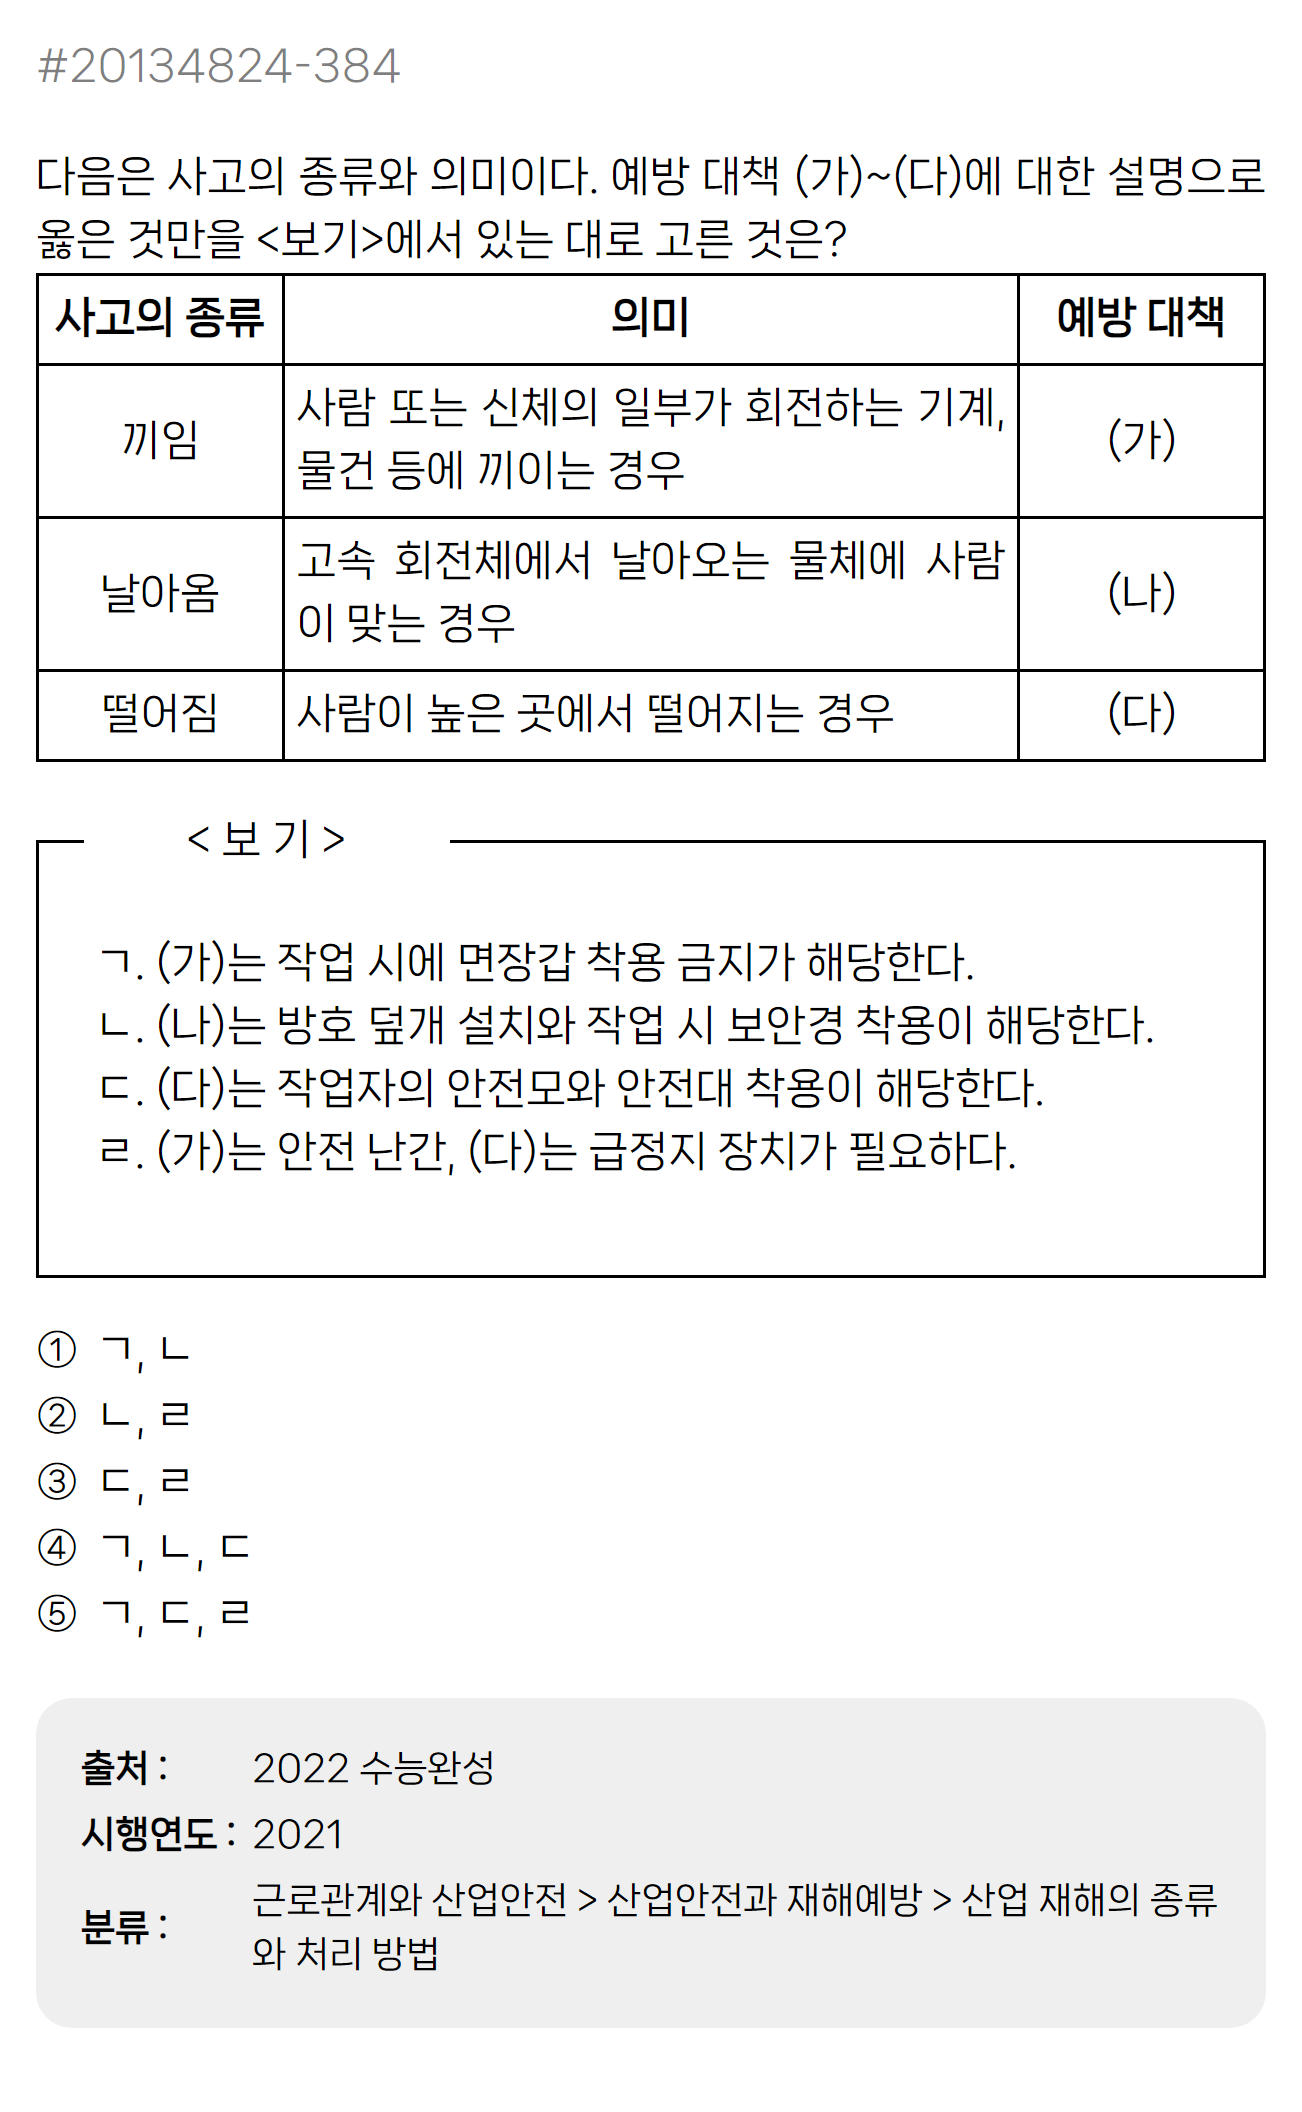 #20134824-384
다음은 사고의 종류와 의미이다. 예방 대책 (가)~(다)에 대한 설명으로
옳은 것만을 <보기>에서 있는 대로 고른 것은?
사고의 종류 의미 예방 대책
끼임 사람 또는 신체의 일부가 회전하는 기계, (가)
물건 등에 끼이는 경우
날아옴 고속 회전체에서 날아오는 물체에 사람 (나)
이 맞는 경우
떨어짐 사람이 높은 곳에서 떨어지는 경우 (다)
< 보 기 >
ㄱ. (가)는 작업 시에 면장갑 착용 금지가 해당한다.
ㄴ. (나)는 방호 덮개 설치와 작업 시 보안경 착용이 해당한다.
ㄷ. (다)는 작업자의 안전모와 안전대 착용이 해당한다.
ㄹ. (가)는 안전 난간, (다)는 급정지 장치가 필요하다.
① ㄱ, ㄴ
② ㄴ, ㄹ
③ ㄷ, ㄹ
④ ㄱ, ㄴ, ㄷ
⑤ ㄱ, ㄷ, ㄹ
출처 : 2022 수능완성
시행연도 : 2021
분류 : 근로관계와 산업안전 > 산업안전과 재해예방 > 산업 재해의 종류
와 처리 방법